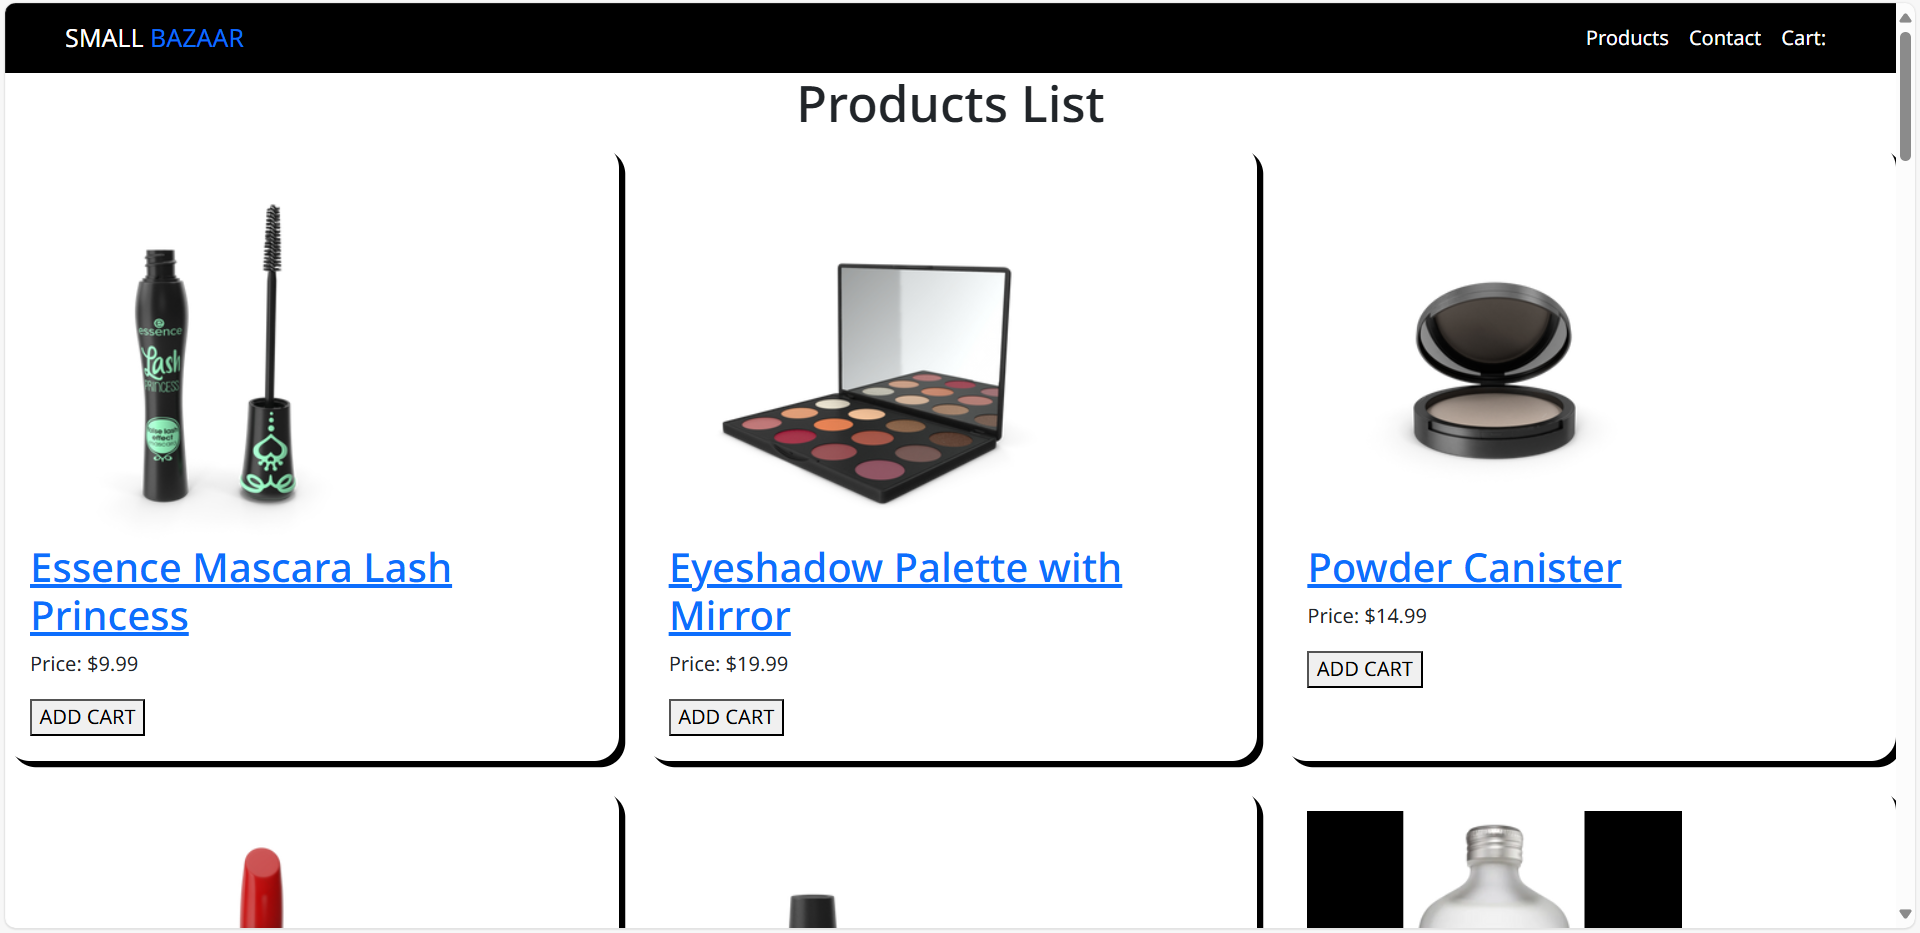 SMALL BAZAAR
Products Contact Cart:
Products List
essence
Lash
PRINCESS
false lash
effect
mascara
Essence Mascara Lash
Princess
Price: $9.99
ADD CART
Eyeshadow Palette with
Mirror
Price: $19.99
ADD CART
Powder Canister
Price: $14.99
ADD CART